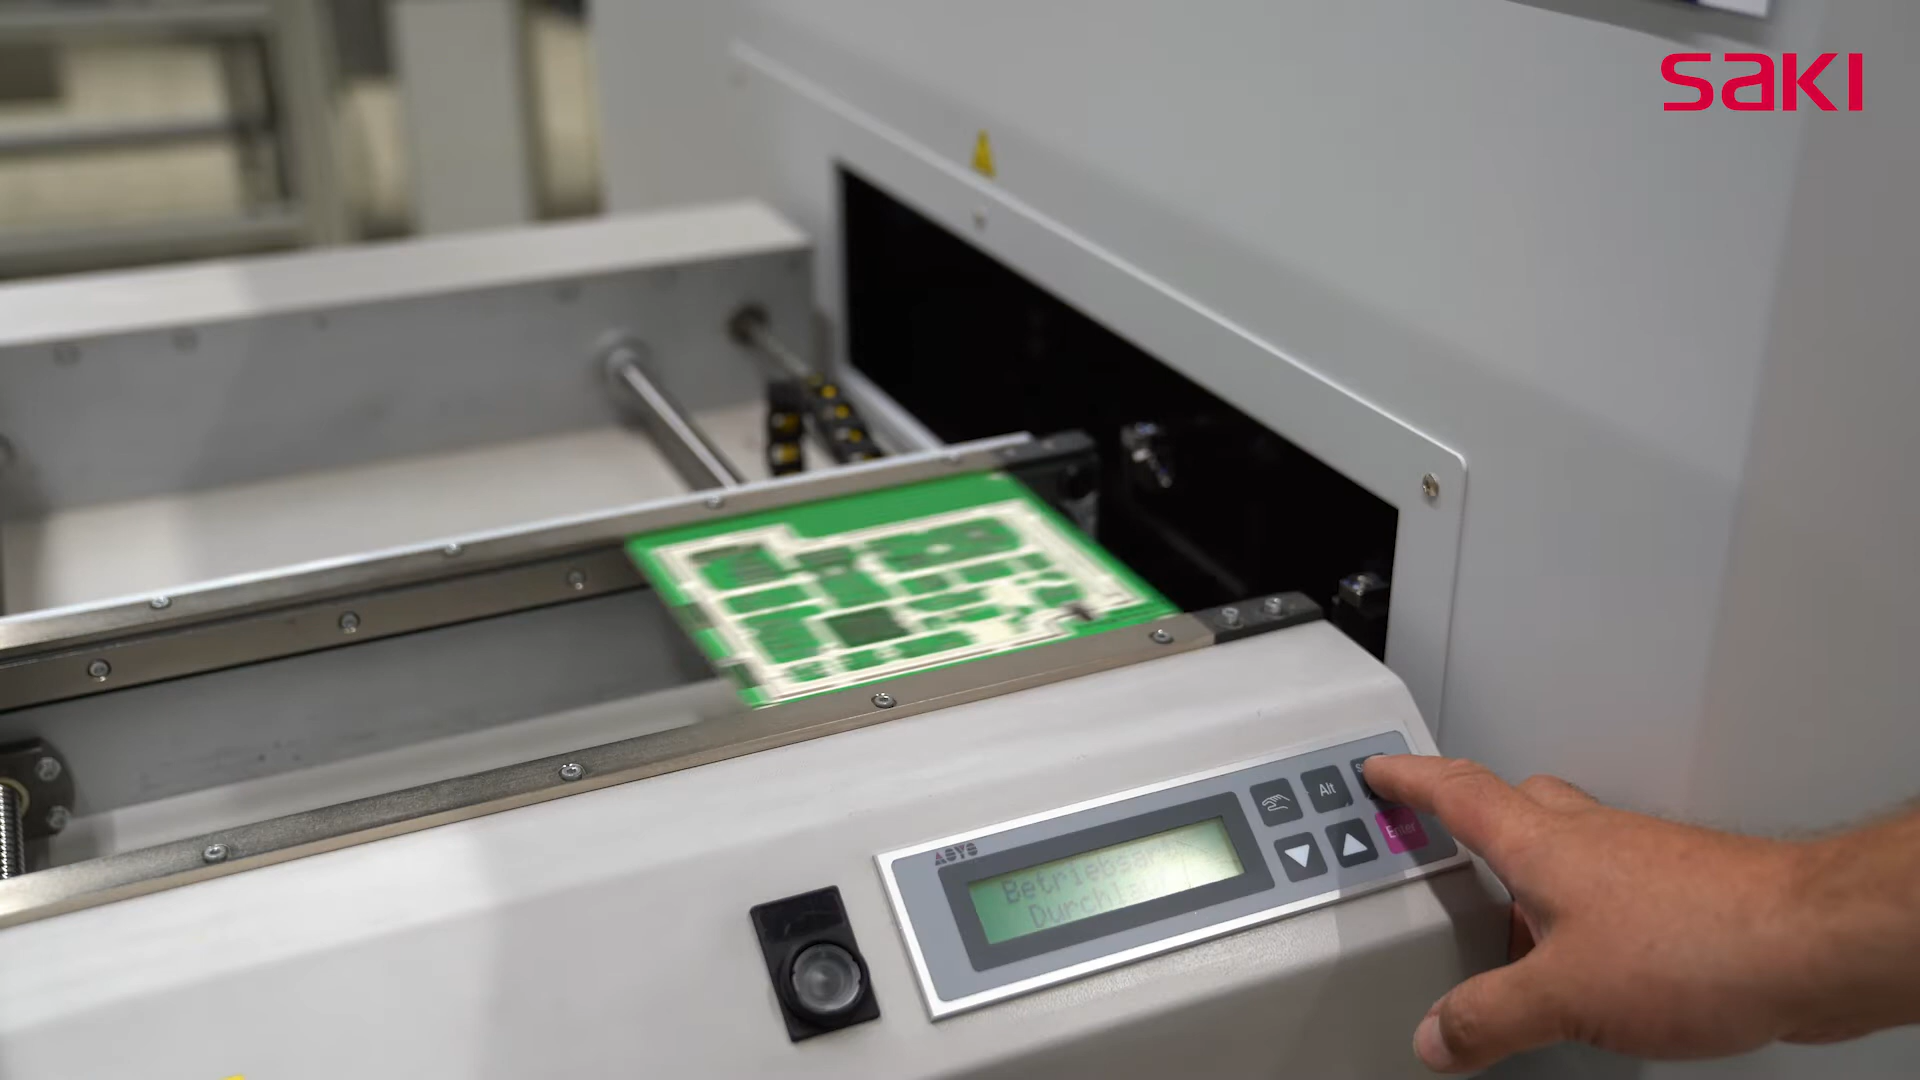 saki
ASYS
Betriebsart
Durchlauf
Alt
Enter